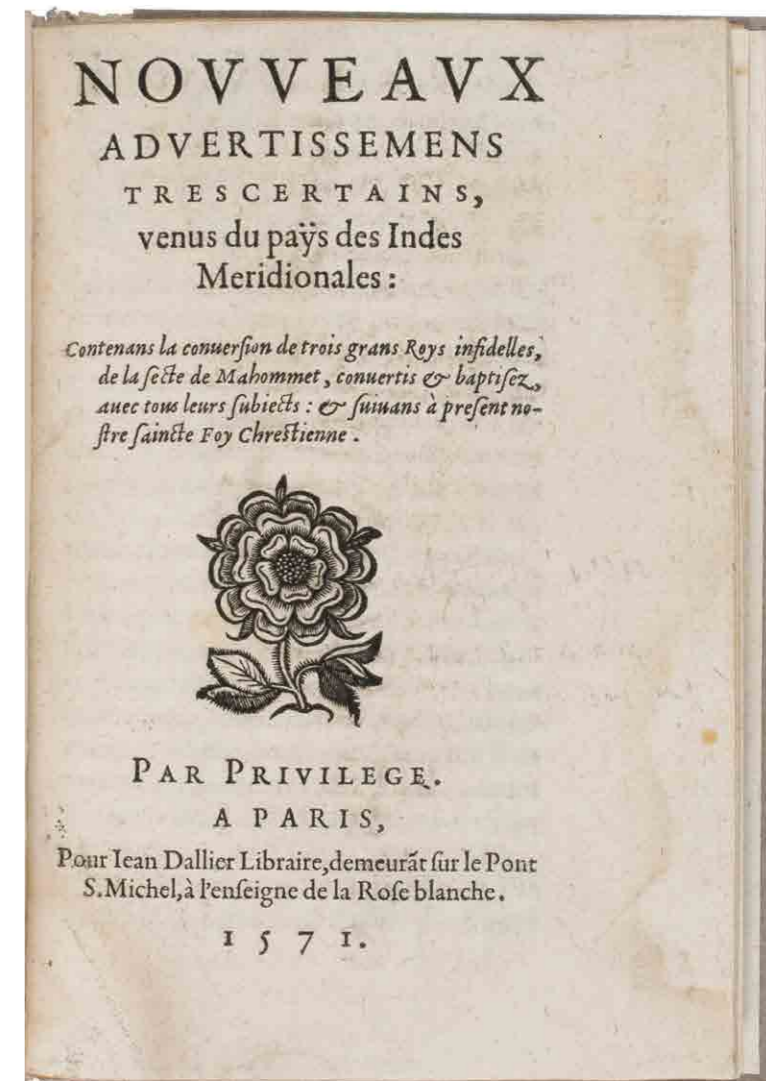 NOVVEAVX
ADVERTISSEMENS
TRESCERTAINS,
venus du païs des Indes
Meridionales :
Contenans la conuerſion de trois grans Roys infidelles,
de la ſecte de Mahommet, conuertis & baptiſez,
auec tous leurs ſubiects : & ſuiuans à preſent no-
ſtre ſaincte Foy Chreſtienne .
PAR PRIVILEGE.
A PARIS,
Pour Iean Dallier Libraire, demeurãt ſur le Pont
S. Michel, à l'enſeigne de la Roſe blanche .
1571.